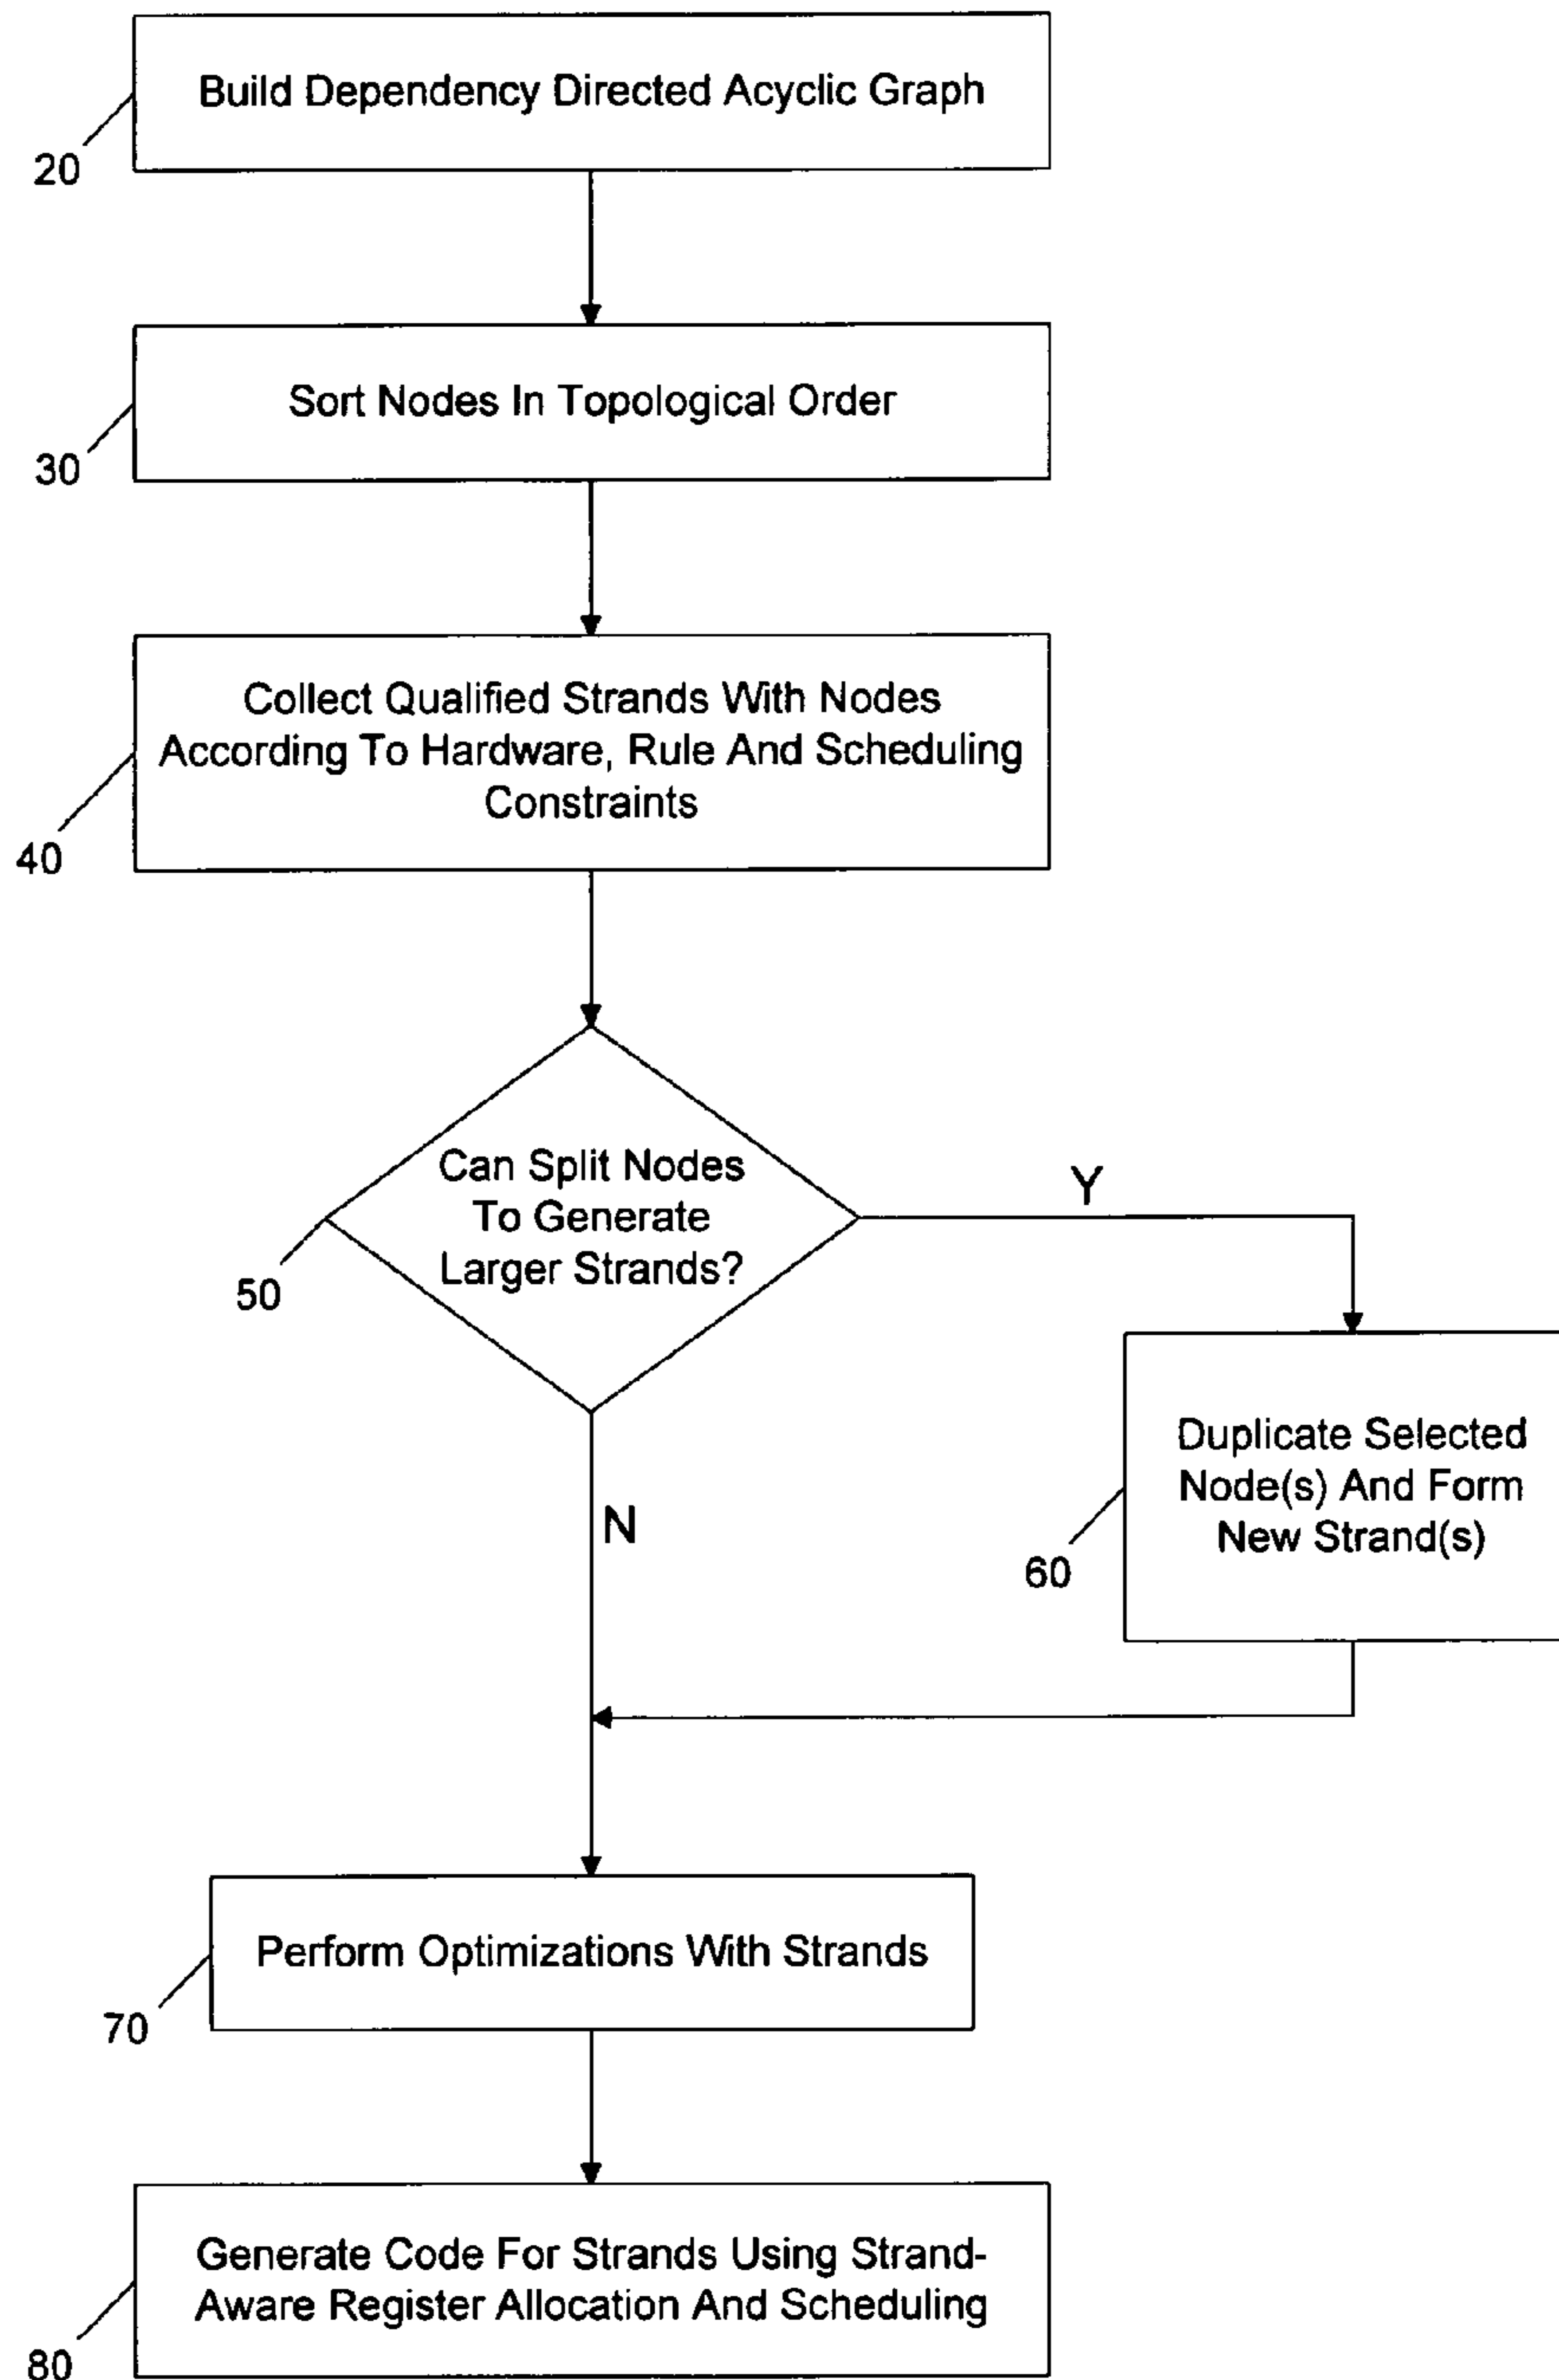 Build Dependency Directed Acyclic Graph
20
Sort Nodes In Topological Order
30
Collect Qualified Strands With Nodes
According To Hardware, Rule And Scheduling
Constraints
40
Can Split Nodes
To Generate
Larger Strands?
50
Y
Duplicate Selected
Node(s) And Form
New Strand(s)
60
N
Perform Optimizations With Strands
70
Generate Code For Strands Using Strand-
Aware Register Allocation And Scheduling
80